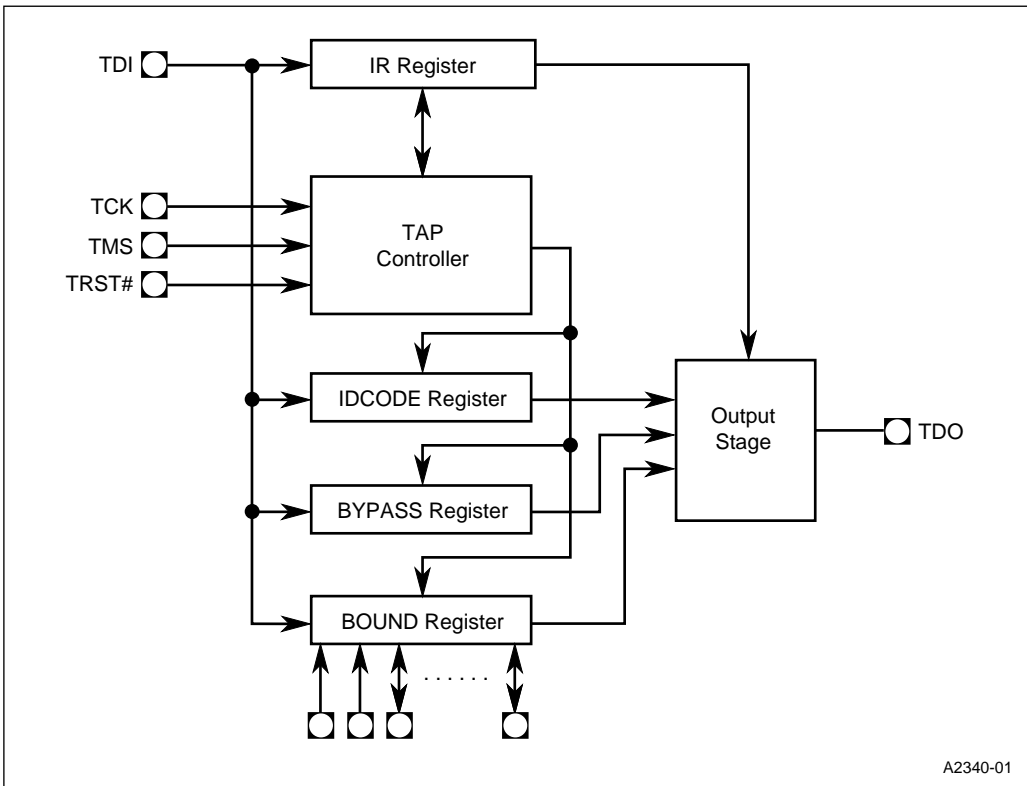 TDI
IR Register
TCK
TMS
TRST#
TAP
Controller
IDCODE Register
Output
Stage
TDO
BYPASS Register
BOUND Register
. . . . . .
A2340-01